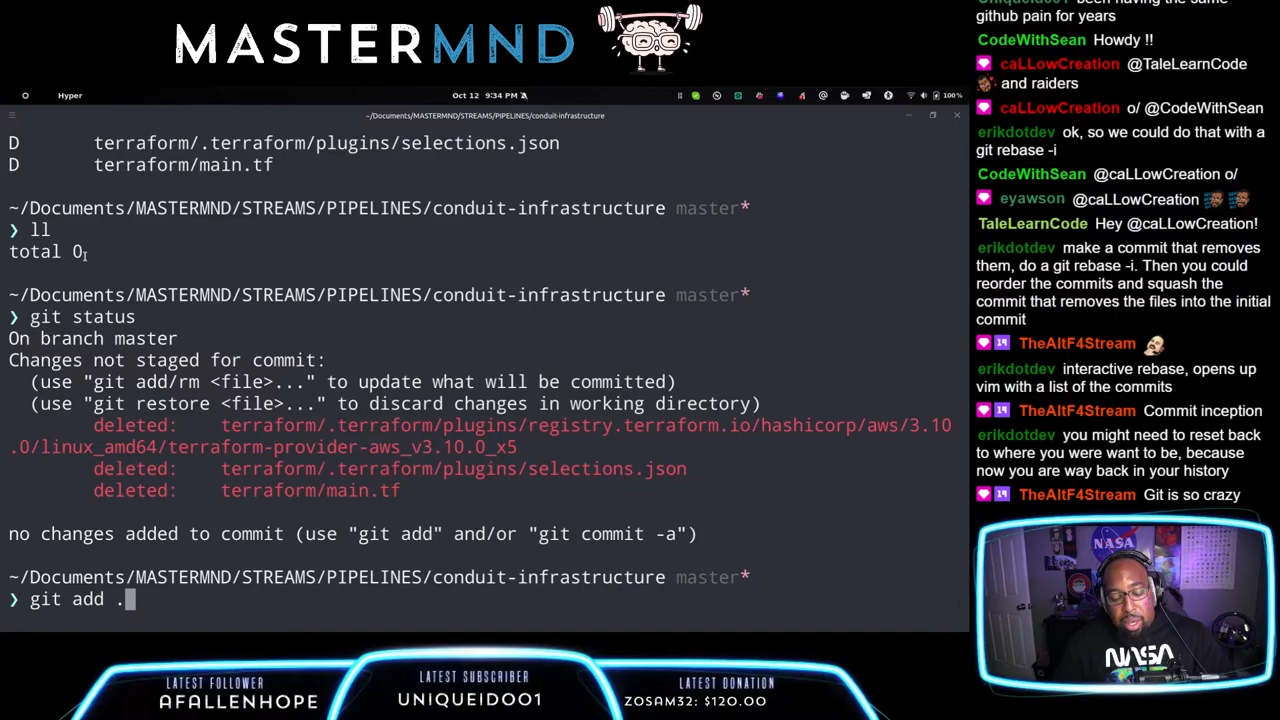 MASTERMND
Hyper
Oct 12 9:34 PM
100%
~/Documents/MASTERMND/STREAMS/PIPELINES/conduit-infrastructure
D terraform/.terraform/plugins/selections.json
D terraform/main.tf
~/Documents/MASTERMND/STREAMS/PIPELINES/conduit-infrastructure master*
❯ ll
total 0
~/Documents/MASTERMND/STREAMS/PIPELINES/conduit-infrastructure master*
❯ git status
On branch master
Changes not staged for commit:
(use "git add/rm <file>..." to update what will be committed)
(use "git restore <file>..." to discard changes in working directory)
deleted: terraform/.terraform/plugins/registry.terraform.io/hashicorp/aws/3.10
.0/linux_amd64/terraform-provider-aws_v3.10.0_x5
deleted: terraform/.terraform/plugins/selections.json
deleted: terraform/main.tf
no changes added to commit (use "git add" and/or "git commit -a")
~/Documents/MASTERMND/STREAMS/PIPELINES/conduit-infrastructure master*
❯ git add .
been having the same
github pain for years
CodeWithSean Howdy !!
caLLowCreation @TaleLearnCode
and raiders
caLLowCreation o/ @CodeWithSean
erikdotdev ok, so we could do that with a
git rebase -i
CodeWithSean @caLLowCreation o/
eyawson @caLLowCreation
TaleLearnCode Hey @caLLowCreation!
erikdotdev make a commit that removes
them, do a git rebase -i. Then you could
reorder the commits and squash the
commit that removes the files into the initial
commit
19 TheAltF4Stream
erikdotdev interactive rebase, opens up
vim with a list of the commits
19 TheAltF4Stream Commit inception
erikdotdev you might need to reset back
to where you were want to be, because
now you are way back in your history
19 TheAltF4Stream Git is so crazy
NASA
NASA
LATEST FOLLOWER
AFALLENHOPE
LATEST SUBSCRIBER
UNIQUEID001
LATEST DONATION
ZOSAM32: $120.00